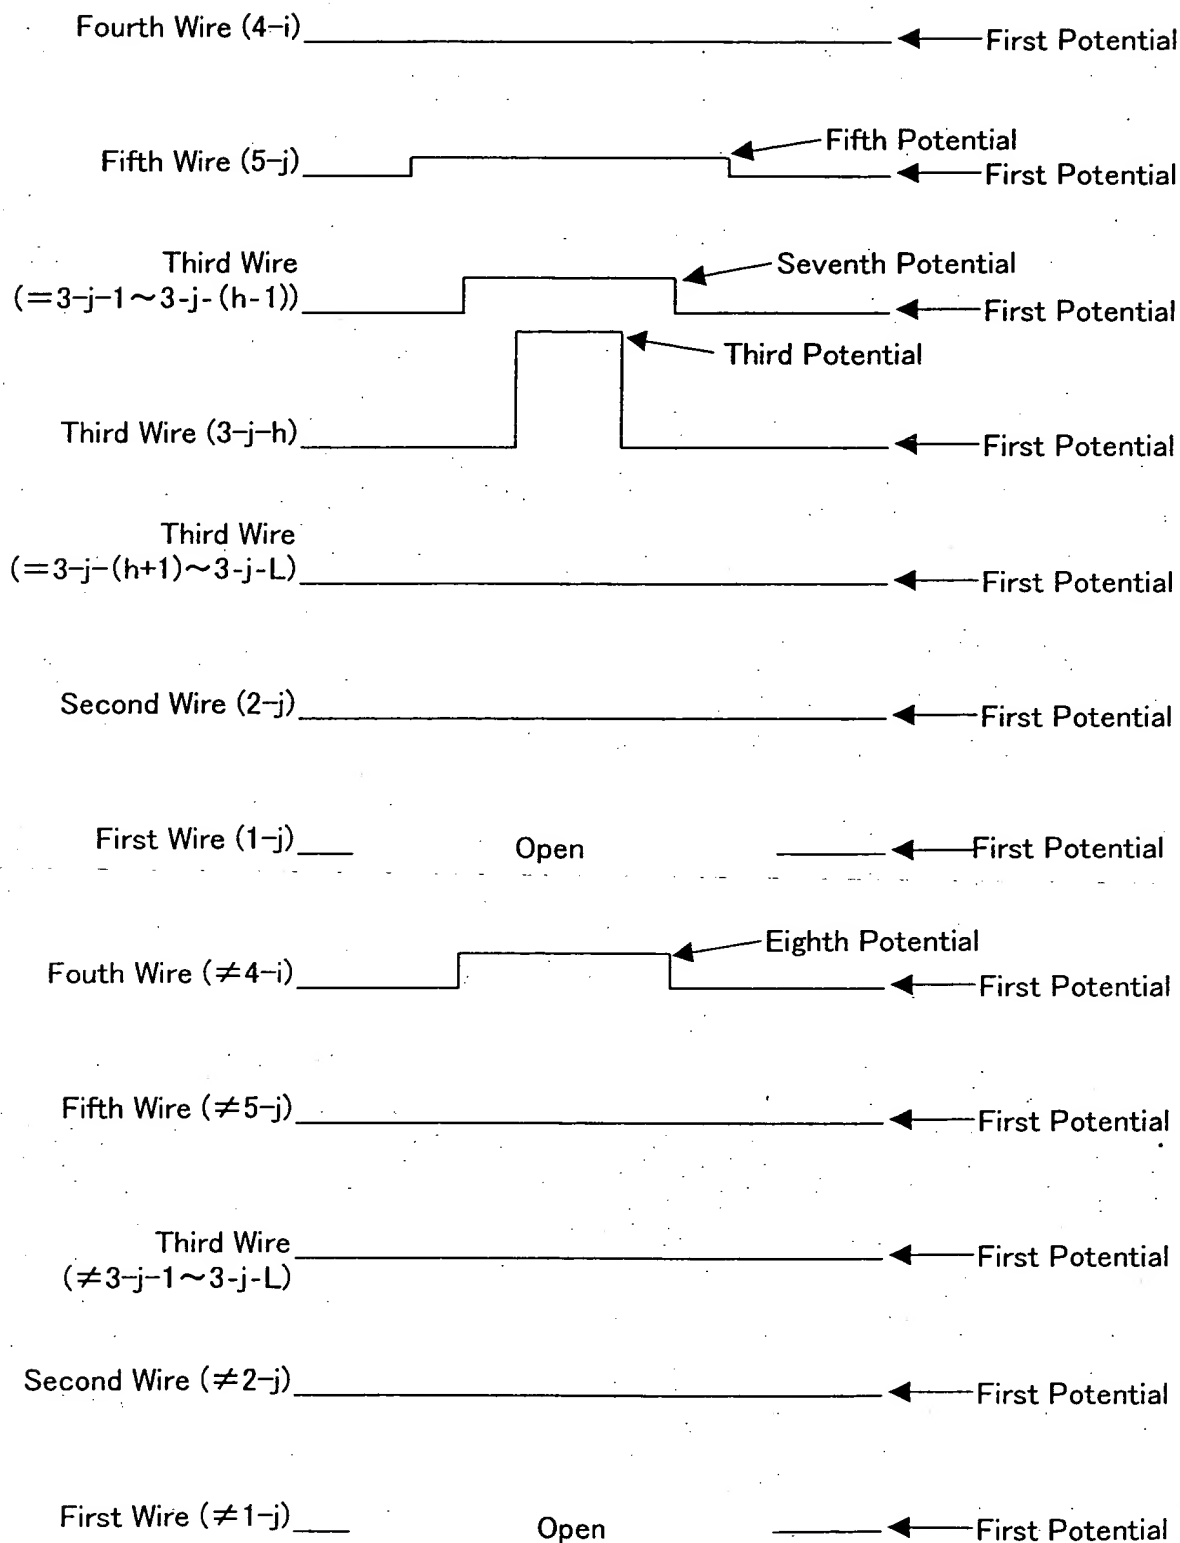 Fourth Wire (4-i)
First Potential
Fifth Potential
Fifth Wire (5-j)
First Potential
Third Wire
(=3-j-1~3-j-(h-1))
Seventh Potential
First Potential
Third Potential
Third Wire (3-j-h)
First Potential
Third Wire
(=3-j-(h+1)~3-j-L)
First Potential
Second Wire (2-j)
First Potential
First Wire (1-j)
Open
First Potential
Eighth Potential
Fouth Wire (≠4-i)
First Potential
Fifth Wire (≠5-j)
First Potential
Third Wire
(≠3-j-1~3-j-L)
First Potential
Second Wire (≠2-j)
First Potential
First Wire (≠1-j)
Open
First Potential